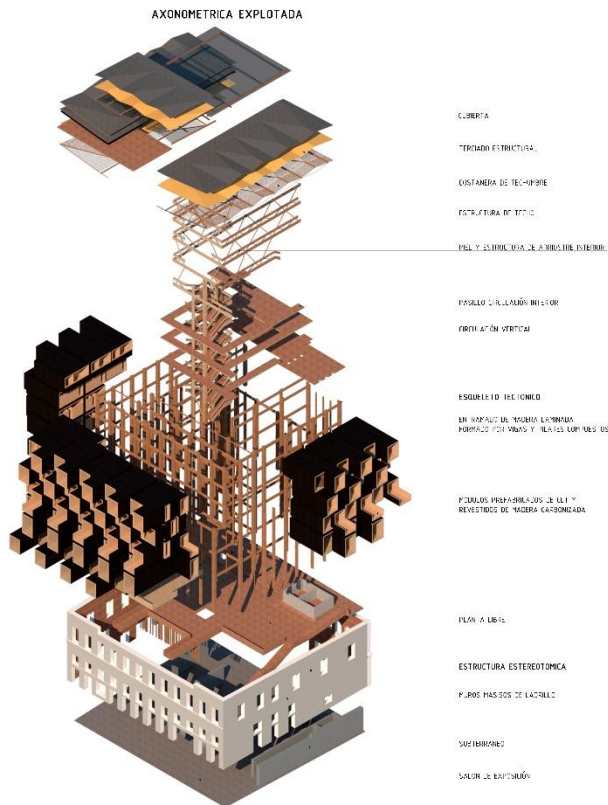 AXONOMETRICA EXPLOTADA
CUBIERTA
TERCIADO ESTRUCTURAL
COSTANERA DE TECHUMBRE
ESTRUCTURA DE TECHO
PIEL Y ESTRUCTURA DE ARRIOSTRE INTERIOR
PASILLO CIRCULACIÓN INTERIOR
CIRCULACIÓN VERTICAL
ESQUELETO TECTONICO
ENTRAMADO DE MADERA LAMINADA
FORMADO POR VIGAS Y PILARES COMPUESTOS
MODULOS PREFABRICADOS DE CLT Y
REVESTIDOS DE MADERA CARBONIZADA
PLANTA LIBRE
ESTRUCTURA ESTEREOTOMICA
MUROS MASISOS DE LADRILLO
SUBTERRANEO
SALON DE EXPOSICIÓN